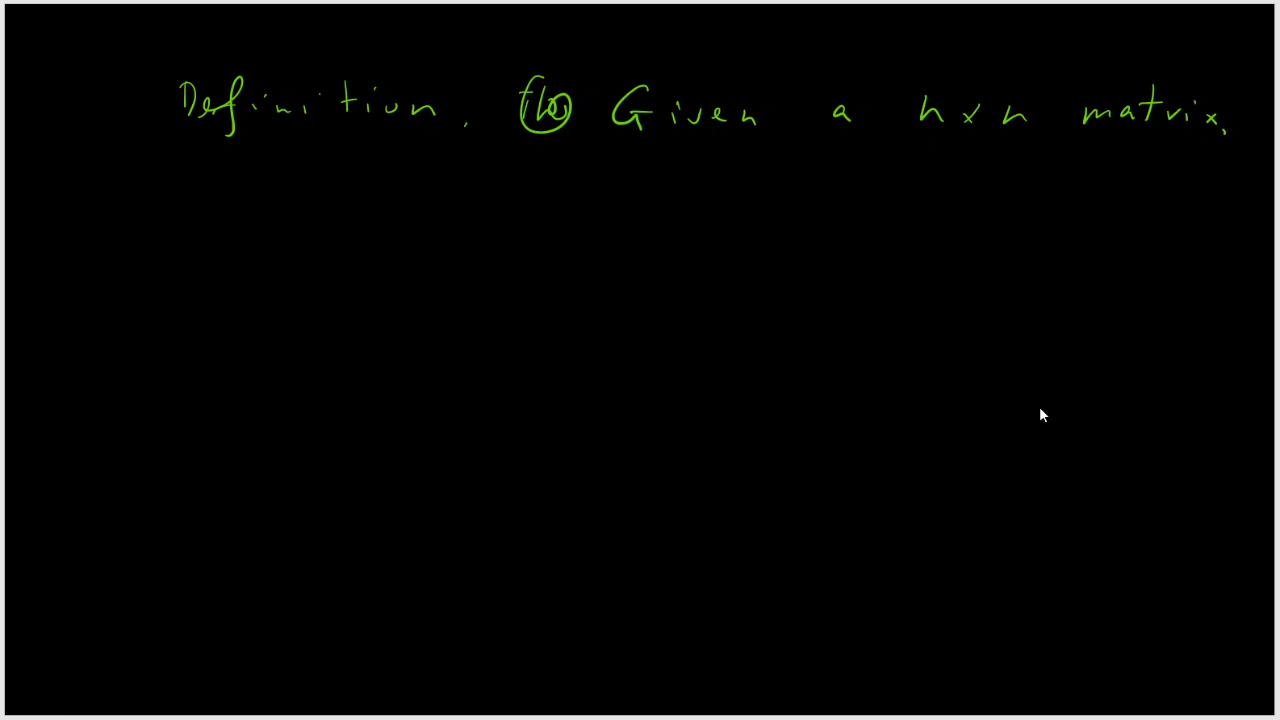 Definition. Given a n x n matrix,